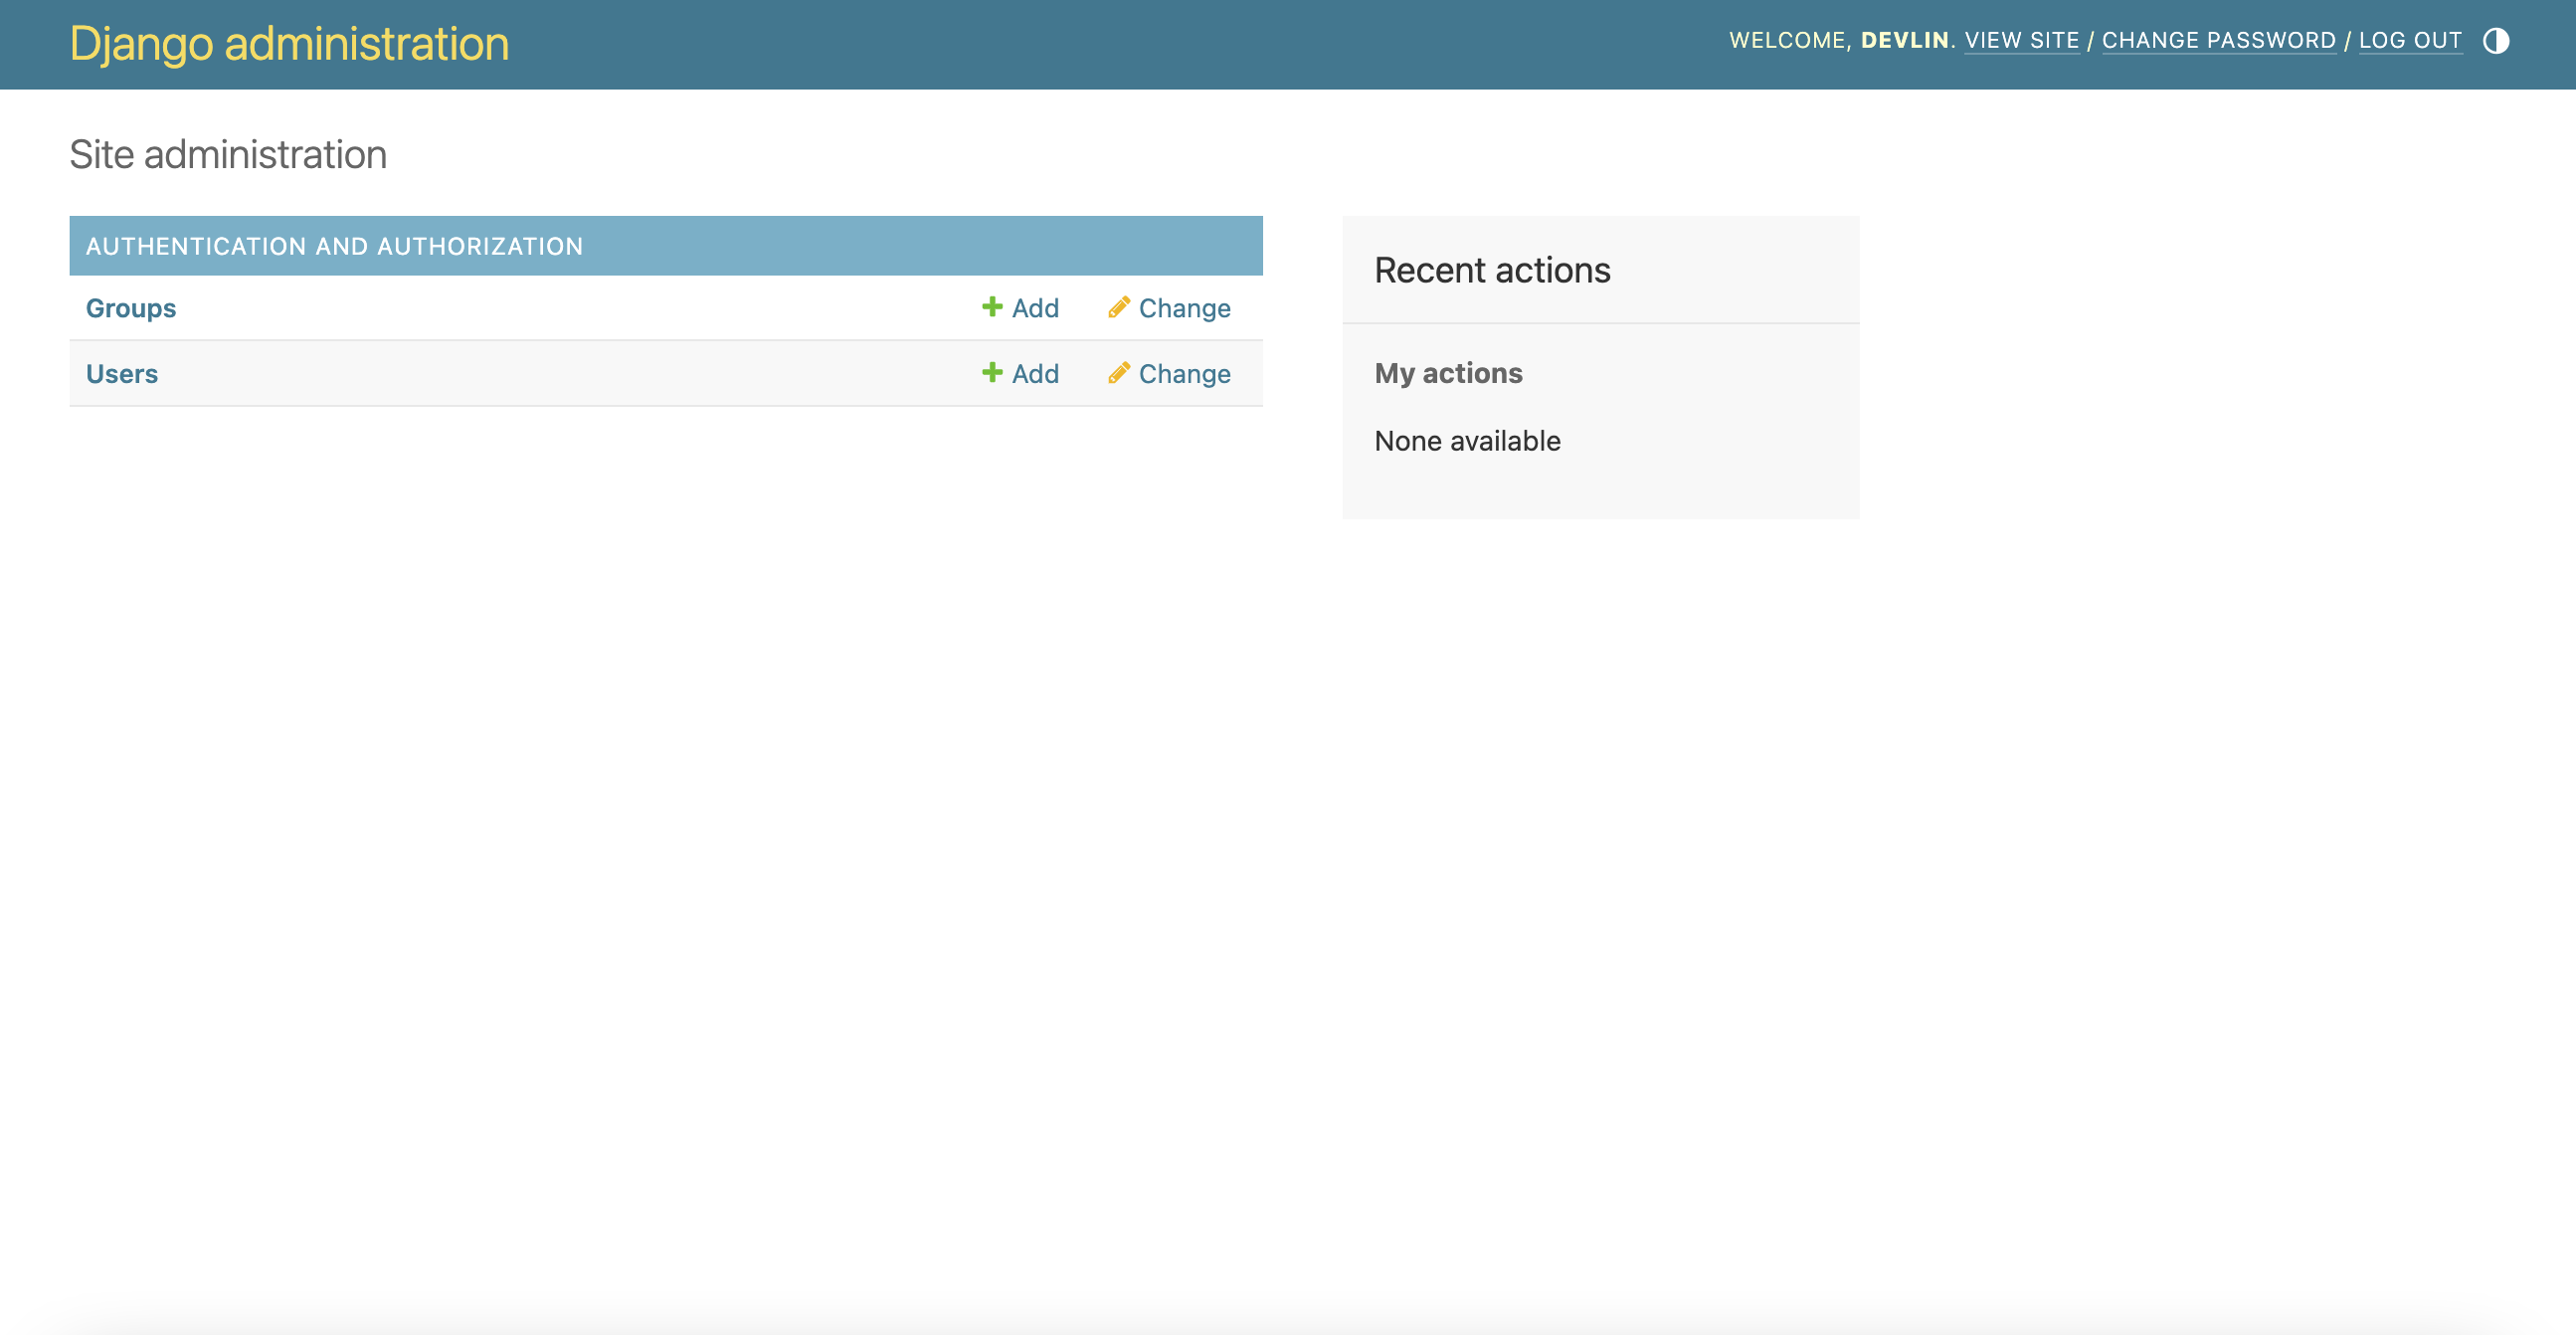 Django administration
WELCOME, DEVLIN. VIEW SITE / CHANGE PASSWORD / LOG OUT
Site administration
AUTHENTICATION AND AUTHORIZATION
Groups Add Change
Users Add Change
Recent actions
My actions
None available